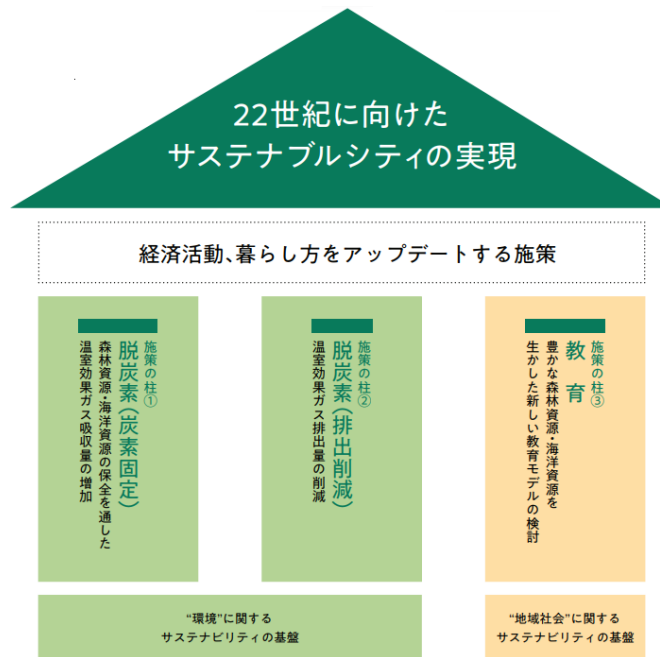 22世紀に向けた
サステナブルシティの実現
経済活動、暮らし方をアップデートする施策
施策の柱①
脱炭素（炭素固定）
森林資源・海洋資源の保全を通した
温室効果ガス吸収量の増加
施策の柱②
脱炭素（排出削減）
温室効果ガス排出量の削減
施策の柱③
教育
豊かな森林資源・海洋資源を
生かした新しい教育モデルの検討
“環境”に関する
サステナビリティの基盤
“地域社会”に関する
サステナビリティの基盤